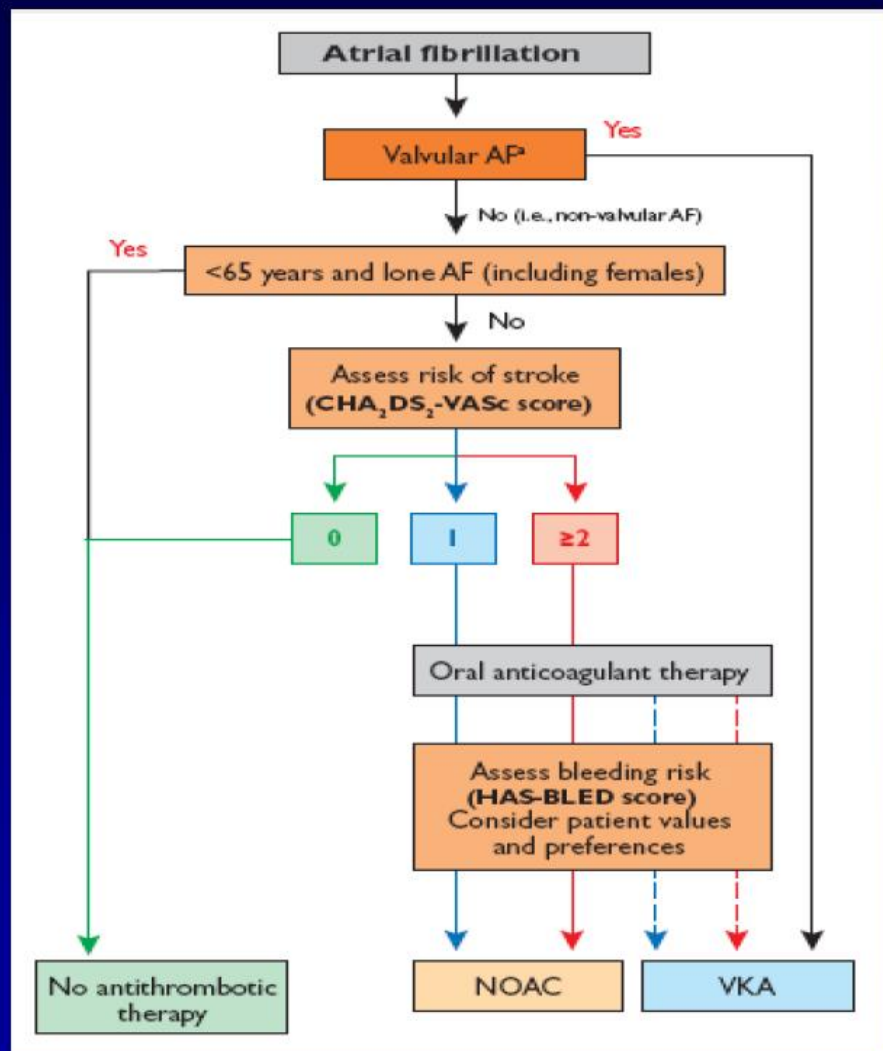 Atrial fibrillation
Yes
Valvular AFᵃ
No (i.e., non-valvular AF)
Yes
<65 years and lone AF (including females)
No
Assess risk of stroke
(CHA₂DS₂-VASc score)
0
1
≥2
Oral anticoagulant therapy
Assess bleeding risk
(HAS-BLED score)
Consider patient values
and preferences
No antithrombotic
therapy
NOAC
VKA